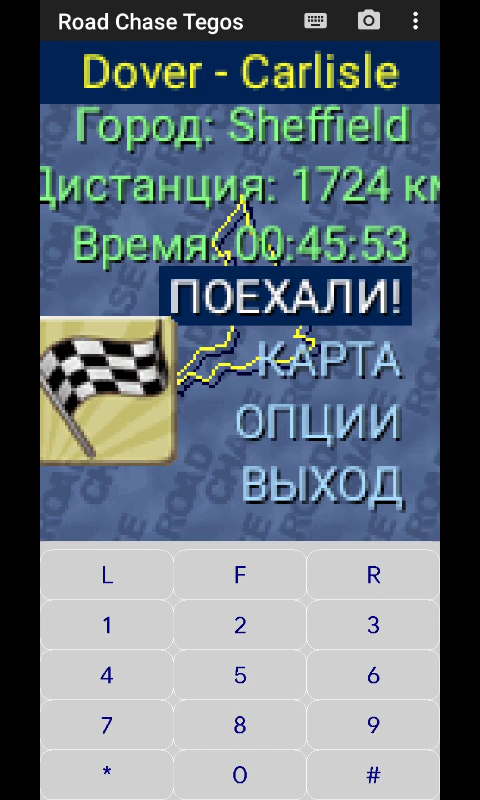 Road Chase Tegos
Dover - Carlisle
Город: Sheffield
Дистанция: 1724 км
Время: 00:45:53
ПОЕХАЛИ!
КАРТА
ОПЦИИ
ВЫХОД
L F R
1 2 3
4 5 6
7 8 9
* 0 #